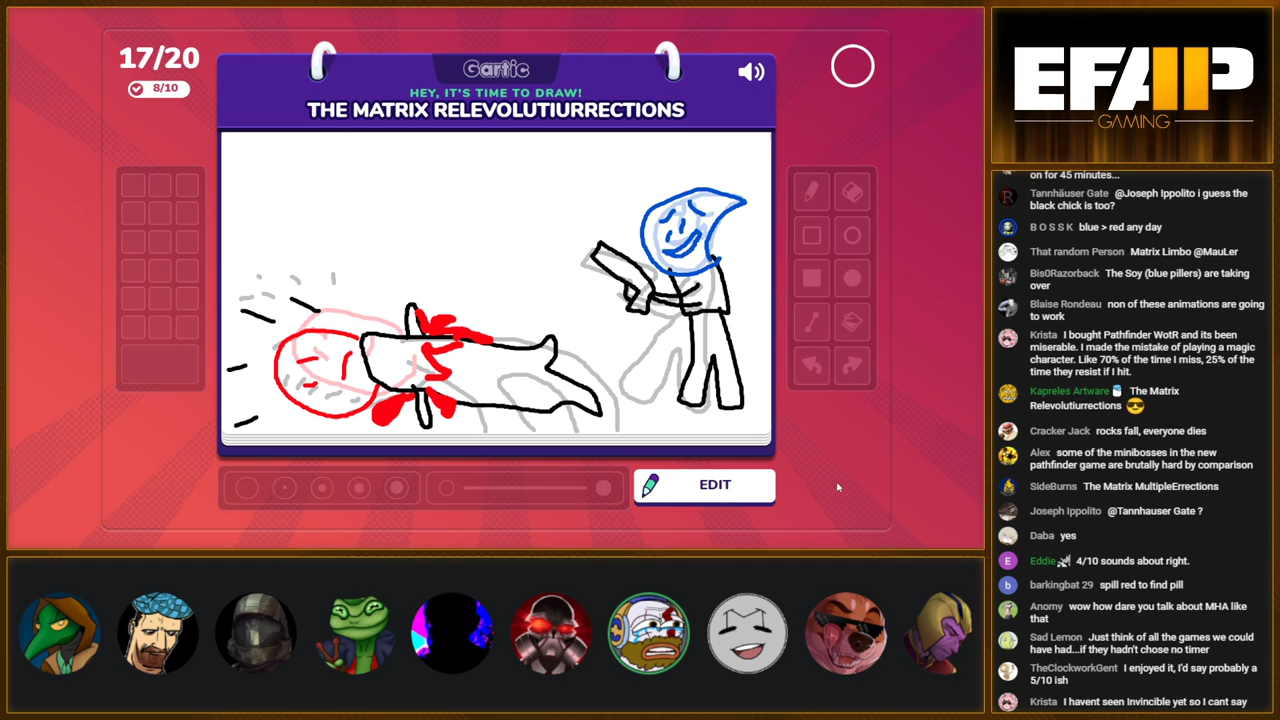 17/20
8/10
Gartic
HEY, IT'S TIME TO DRAW!
THE MATRIX RELEVOLUTIURRECTIONS
EDIT
EFAP
GAMING
on for 45 minutes...
Tannhäuser Gate @Joseph Ippolito i guess the
black chick is too?
B O S S K blue > red any day
That random Person Matrix Limbo @MauLer
Bis0Razorback The Soy (blue pillers) are taking
over
Blaise Rondeau non of these animations are going
to work
Krista I bought Pathfinder WotR and its been
miserable. I made the mistake of playing a magic
character. Like 70% of the time I miss, 25% of the
time they resist if I hit.
Kapreles Artware The Matrix
Relevolutiurrections
Cracker Jack rocks fall, everyone dies
Alex some of the minibosses in the new
pathfinder game are brutally hard by comparison
SideBurns The Matrix MultipleErrections
Joseph Ippolito @Tannhauser Gate ?
Daba yes
Eddie 4/10 sounds about right.
barkingbat 29 spill red to find pill
Anomy wow how dare you talk about MHA like
that
Sad Lemon Just think of all the games we could
have had...if they hadn't chose no timer
TheClockworkGent I enjoyed it, I'd say probably a
5/10 ish
Krista I havent seen Invincible yet so I cant say